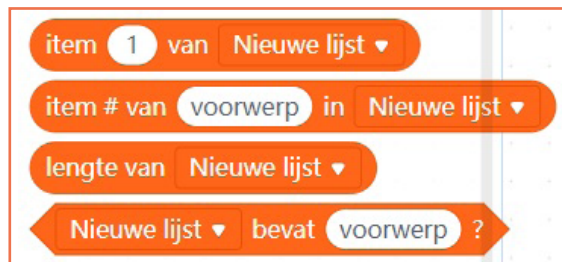 item 1 van Nieuwe lijst
item # van voorwerp in Nieuwe lijst
lengte van Nieuwe lijst
Nieuwe lijst bevat voorwerp ?